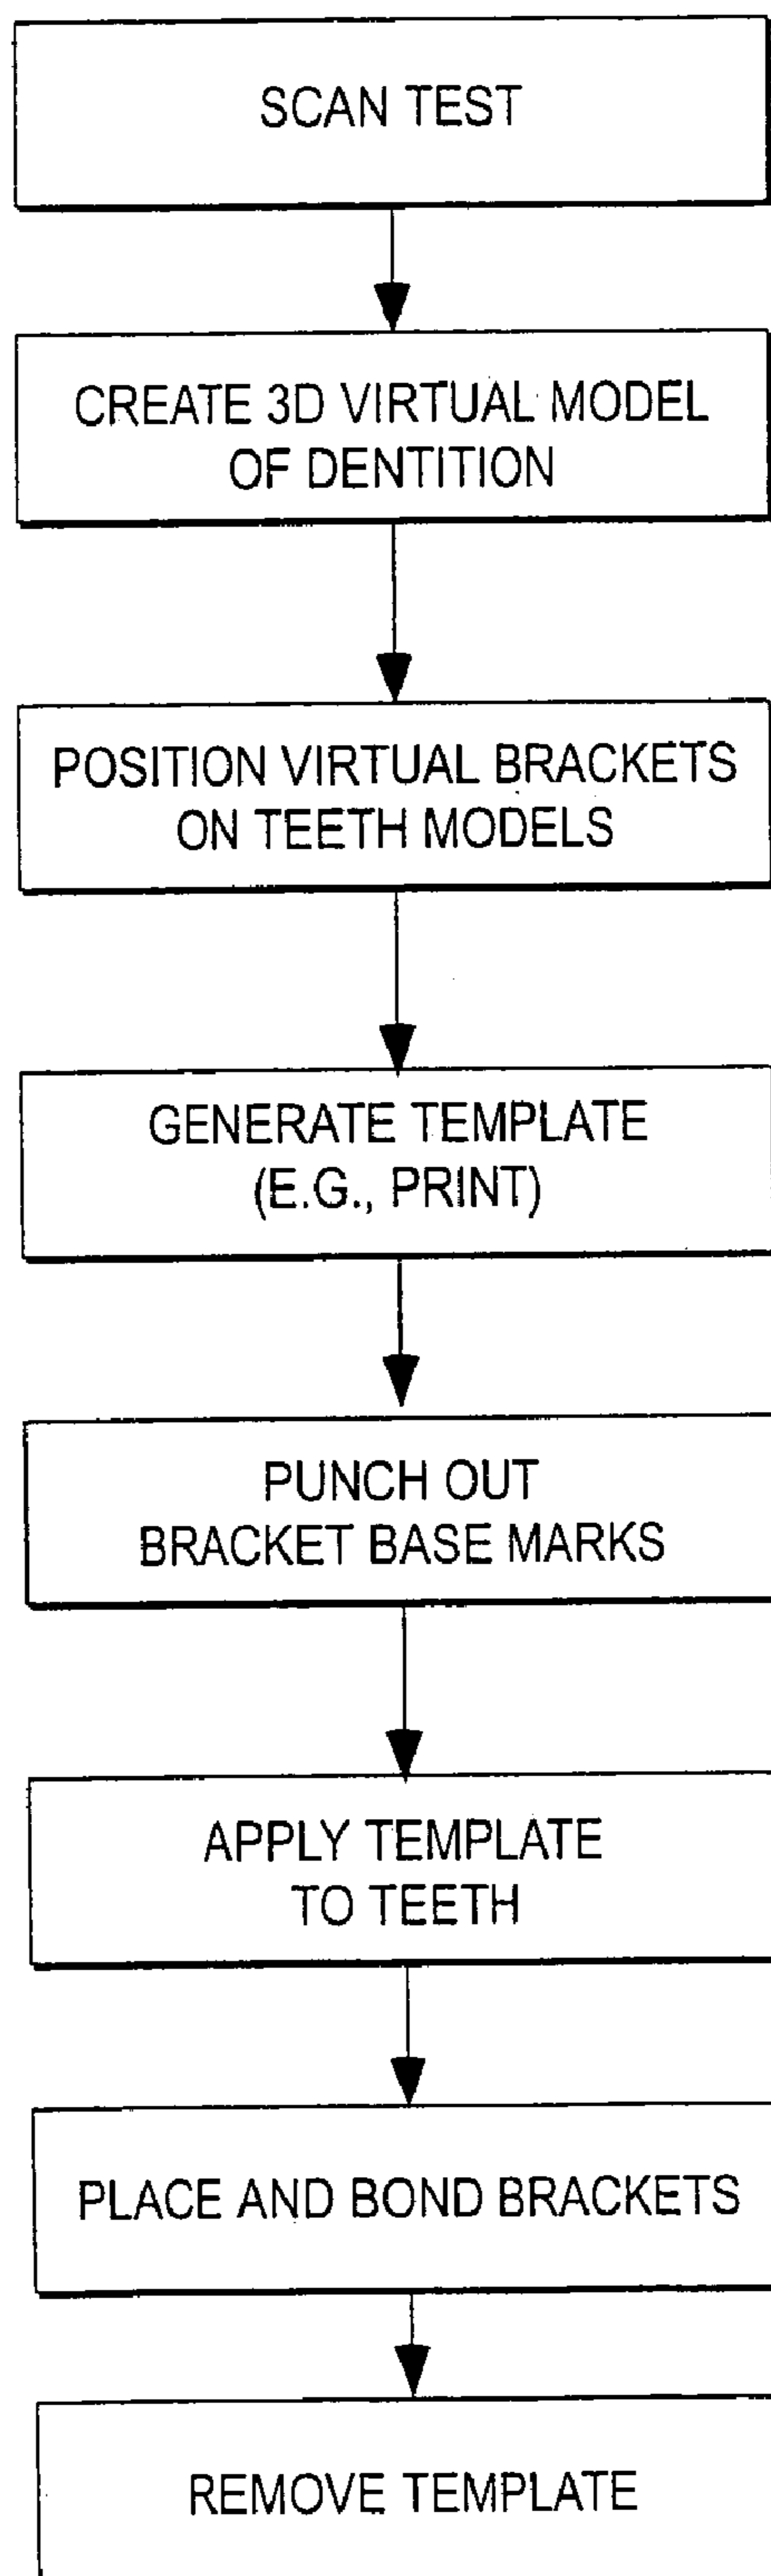 SCAN TEST
CREATE 3D VIRTUAL MODEL
OF DENTITION
POSITION VIRTUAL BRACKETS
ON TEETH MODELS
GENERATE TEMPLATE
(E.G., PRINT)
PUNCH OUT
BRACKET BASE MARKS
APPLY TEMPLATE
TO TEETH
PLACE AND BOND BRACKETS
REMOVE TEMPLATE